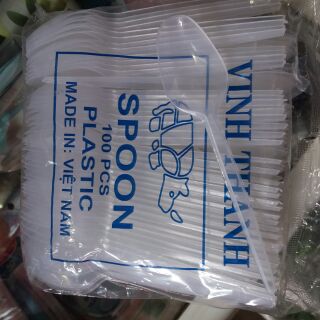 VINH THANH
SPOON
100 PCS
PLASTIC
MADE IN: VIỆT NAM